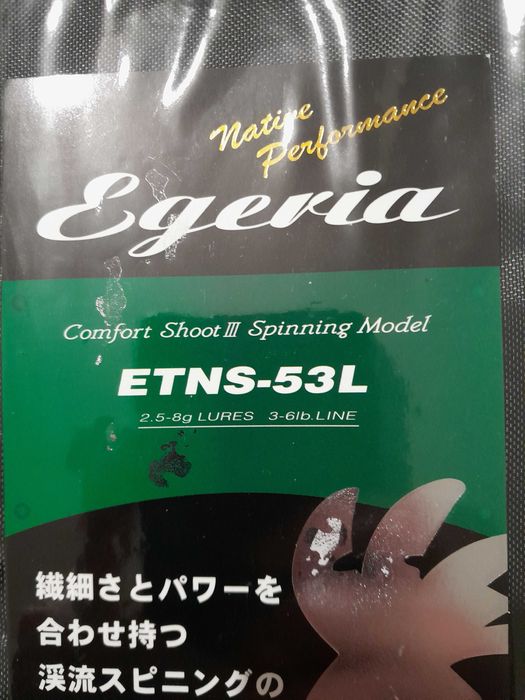 Native
Performance
Egeria
Comfort Shoot Ⅲ Spinning Model
ETNS-53L
2.5-8g LURES 3-6lb.LINE
繊細さとパワーを
合わせ持つ
渓流スピニングの